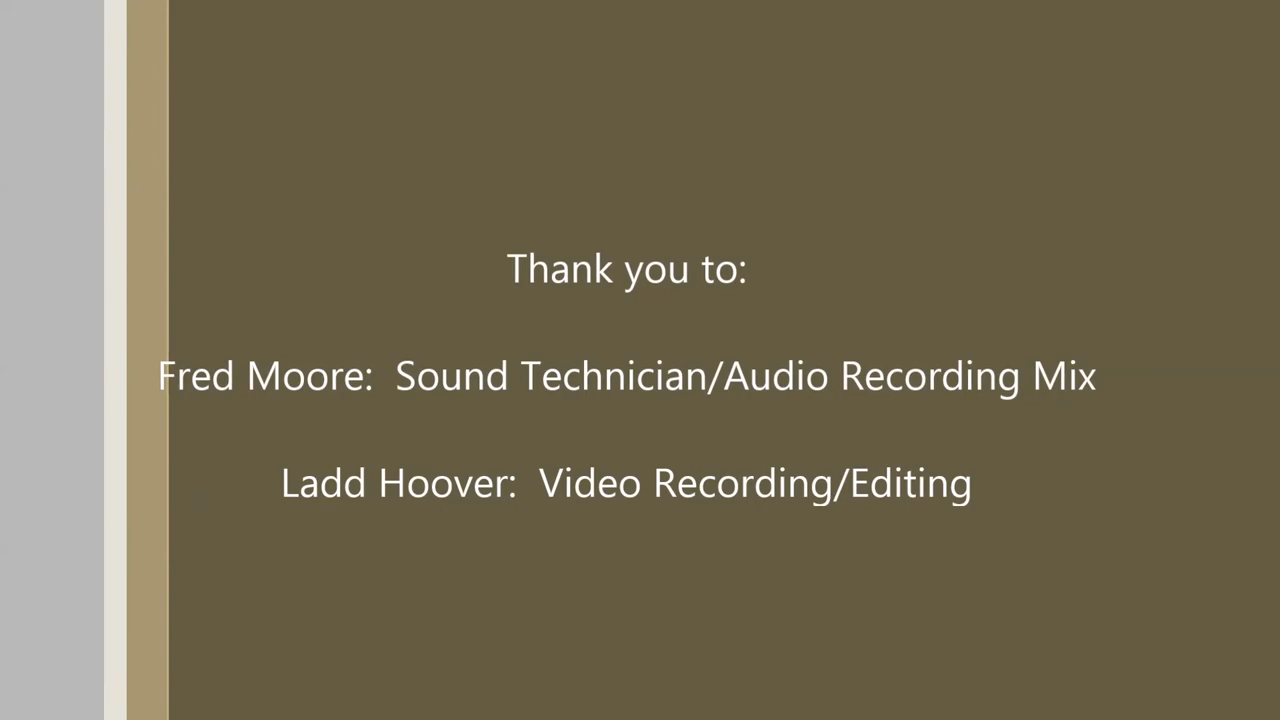 Thank you to:
Fred Moore:  Sound Technician/Audio Recording Mix
Ladd Hoover:  Video Recording/Editing